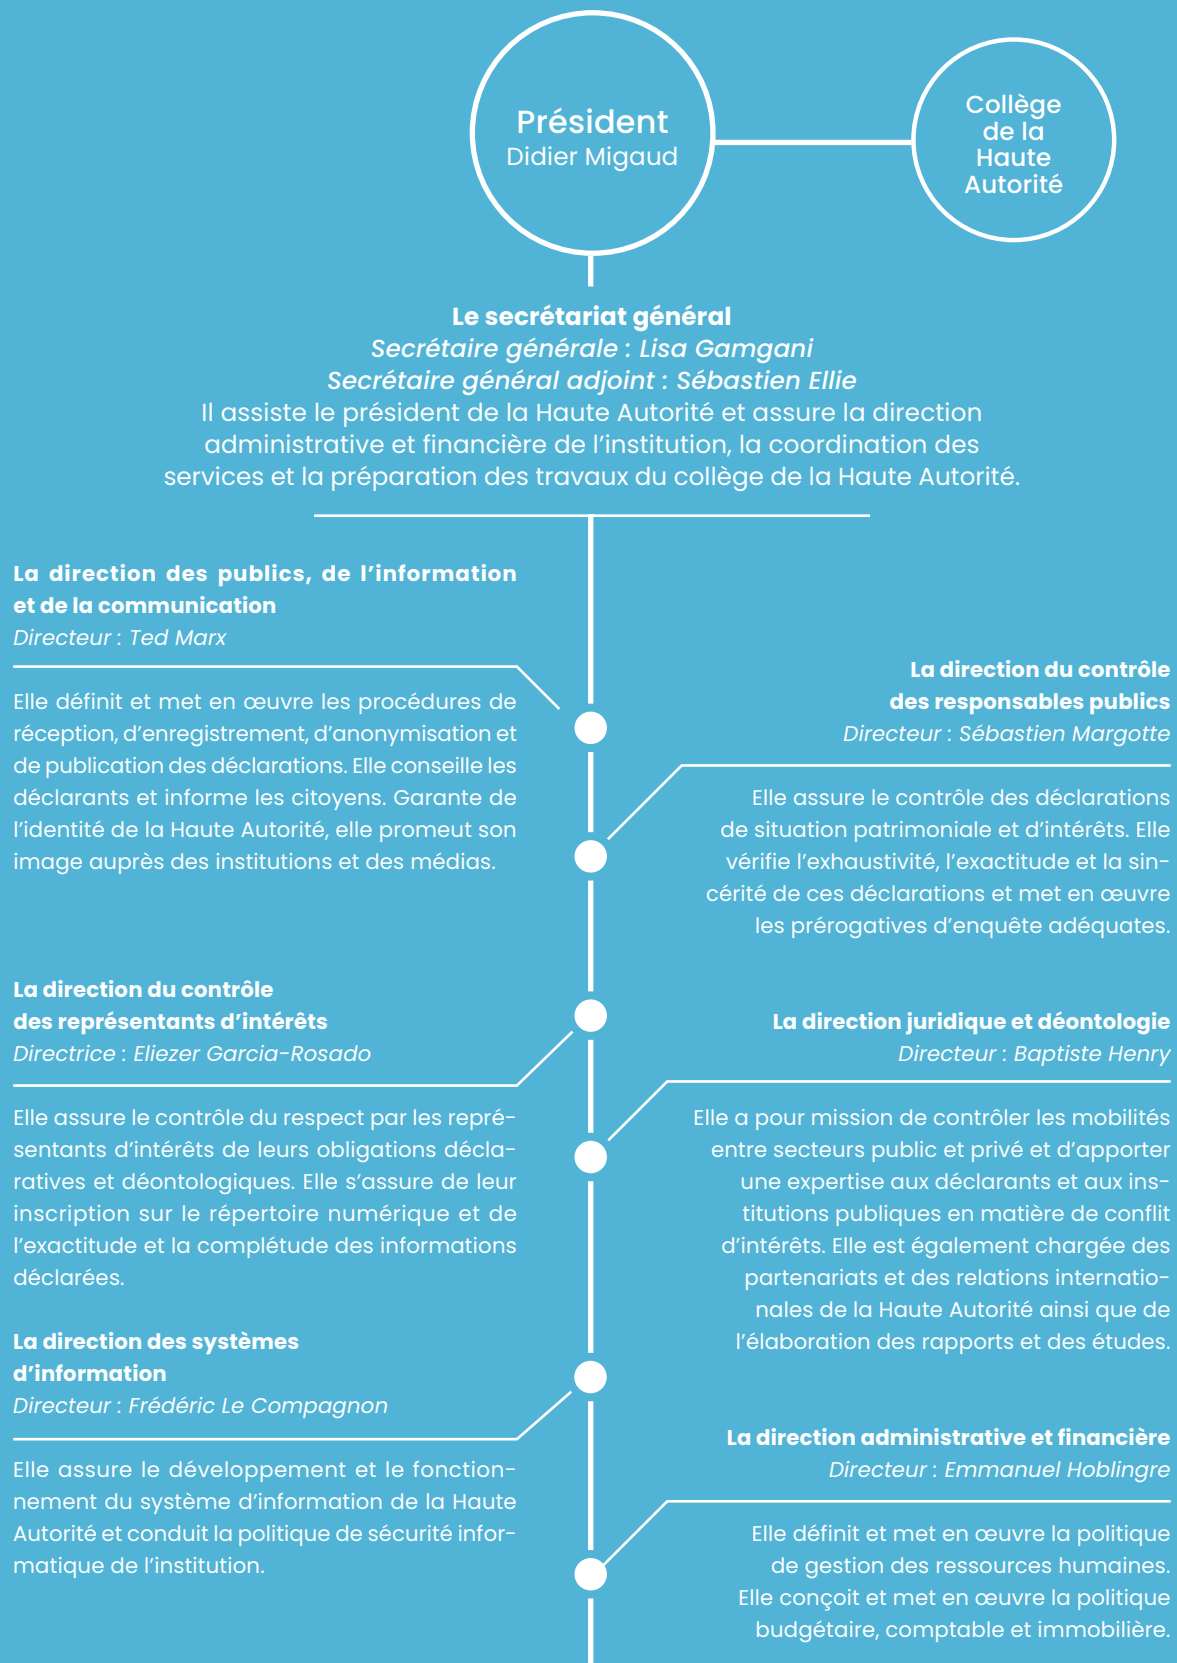 Président
Didier Migaud
Collège
de la
Haute
Autorité
Le secrétariat général
Secrétaire générale : Lisa Gamgani
Secrétaire général adjoint : Sébastien Ellie
Il assiste le président de la Haute Autorité et assure la direction
administrative et financière de l’institution, la coordination des
services et la préparation des travaux du collège de la Haute Autorité.
La direction des publics, de l’information
et de la communication
Directeur : Ted Marx
Elle définit et met en œuvre les procédures de
réception, d’enregistrement, d’anonymisation et
de publication des déclarations. Elle conseille les
déclarants et informe les citoyens. Garante de
l’identité de la Haute Autorité, elle promeut son
image auprès des institutions et des médias.
La direction du contrôle
des responsables publics
Directeur : Sébastien Margotte
Elle assure le contrôle des déclarations
de situation patrimoniale et d’intérêts. Elle
vérifie l’exhaustivité, l’exactitude et la sin-
cérité de ces déclarations et met en œuvre
les prérogatives d’enquête adéquates.
La direction du contrôle
des représentants d’intérêts
Directrice : Eliezer Garcia-Rosado
Elle assure le contrôle du respect par les repré-
sentants d’intérêts de leurs obligations décla-
ratives et déontologiques. Elle s’assure de leur
inscription sur le répertoire numérique et de
l’exactitude et la complétude des informations
déclarées.
La direction juridique et déontologie
Directeur : Baptiste Henry
Elle a pour mission de contrôler les mobilités
entre secteurs public et privé et d’apporter
une expertise aux déclarants et aux ins-
titutions publiques en matière de conflit
d’intérêts. Elle est également chargée des
partenariats et des relations internatio-
nales de la Haute Autorité ainsi que de
l’élaboration des rapports et des études.
La direction des systèmes
d’information
Directeur : Frédéric Le Compagnon
Elle assure le développement et le fonction-
nement du système d’information de la Haute
Autorité et conduit la politique de sécurité infor-
matique de l’institution.
La direction administrative et financière
Directeur : Emmanuel Hoblingre
Elle définit et met en œuvre la politique
de gestion des ressources humaines.
Elle conçoit et met en œuvre la politique
budgétaire, comptable et immobilière.